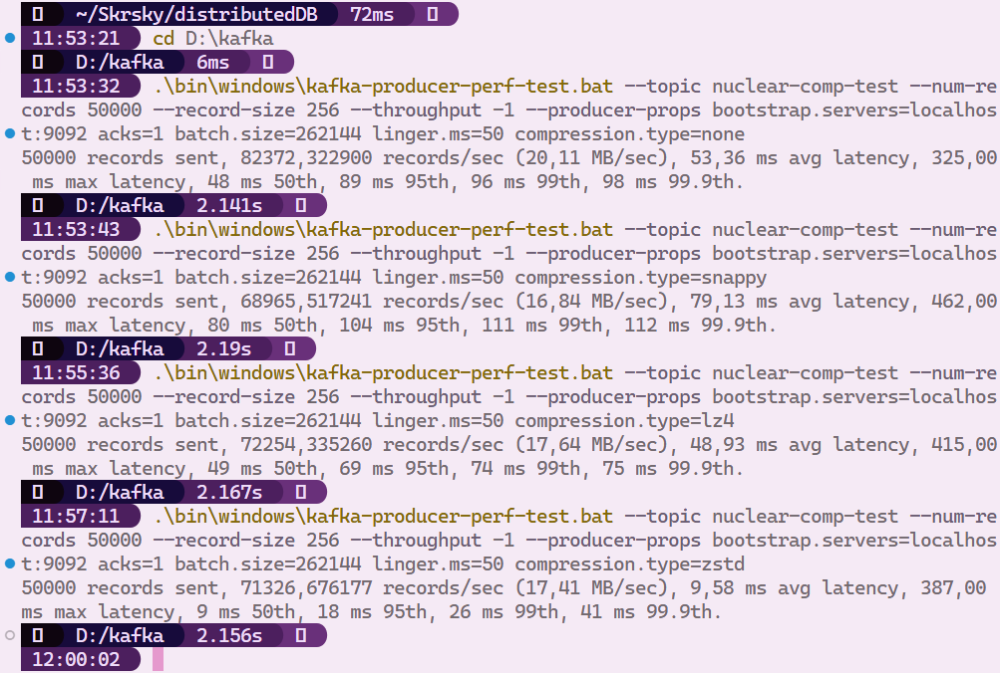 ~/Skrsky/distributedDB 72ms
11:53:21 cd D:\kafka
D:/kafka 6ms
11:53:32 .\bin\windows\kafka-producer-perf-test.bat --topic nuclear-comp-test --num-re
cords 50000 --record-size 256 --throughput -1 --producer-props bootstrap.servers=localhos
t:9092 acks=1 batch.size=262144 linger.ms=50 compression.type=none
50000 records sent, 82372,322900 records/sec (20,11 MB/sec), 53,36 ms avg latency, 325,00
ms max latency, 48 ms 50th, 89 ms 95th, 96 ms 99th, 98 ms 99.9th.
D:/kafka 2.141s
11:53:43 .\bin\windows\kafka-producer-perf-test.bat --topic nuclear-comp-test --num-re
cords 50000 --record-size 256 --throughput -1 --producer-props bootstrap.servers=localhos
t:9092 acks=1 batch.size=262144 linger.ms=50 compression.type=snappy
50000 records sent, 68965,517241 records/sec (16,84 MB/sec), 79,13 ms avg latency, 462,00
ms max latency, 80 ms 50th, 104 ms 95th, 111 ms 99th, 112 ms 99.9th.
D:/kafka 2.19s
11:55:36 .\bin\windows\kafka-producer-perf-test.bat --topic nuclear-comp-test --num-re
cords 50000 --record-size 256 --throughput -1 --producer-props bootstrap.servers=localhos
t:9092 acks=1 batch.size=262144 linger.ms=50 compression.type=lz4
50000 records sent, 72254,335260 records/sec (17,64 MB/sec), 48,93 ms avg latency, 415,00
ms max latency, 49 ms 50th, 69 ms 95th, 74 ms 99th, 75 ms 99.9th.
D:/kafka 2.167s
11:57:11 .\bin\windows\kafka-producer-perf-test.bat --topic nuclear-comp-test --num-re
cords 50000 --record-size 256 --throughput -1 --producer-props bootstrap.servers=localhos
t:9092 acks=1 batch.size=262144 linger.ms=50 compression.type=zstd
50000 records sent, 71326,676177 records/sec (17,41 MB/sec), 9,58 ms avg latency, 387,00
ms max latency, 9 ms 50th, 18 ms 95th, 26 ms 99th, 41 ms 99.9th.
D:/kafka 2.156s
12:00:02